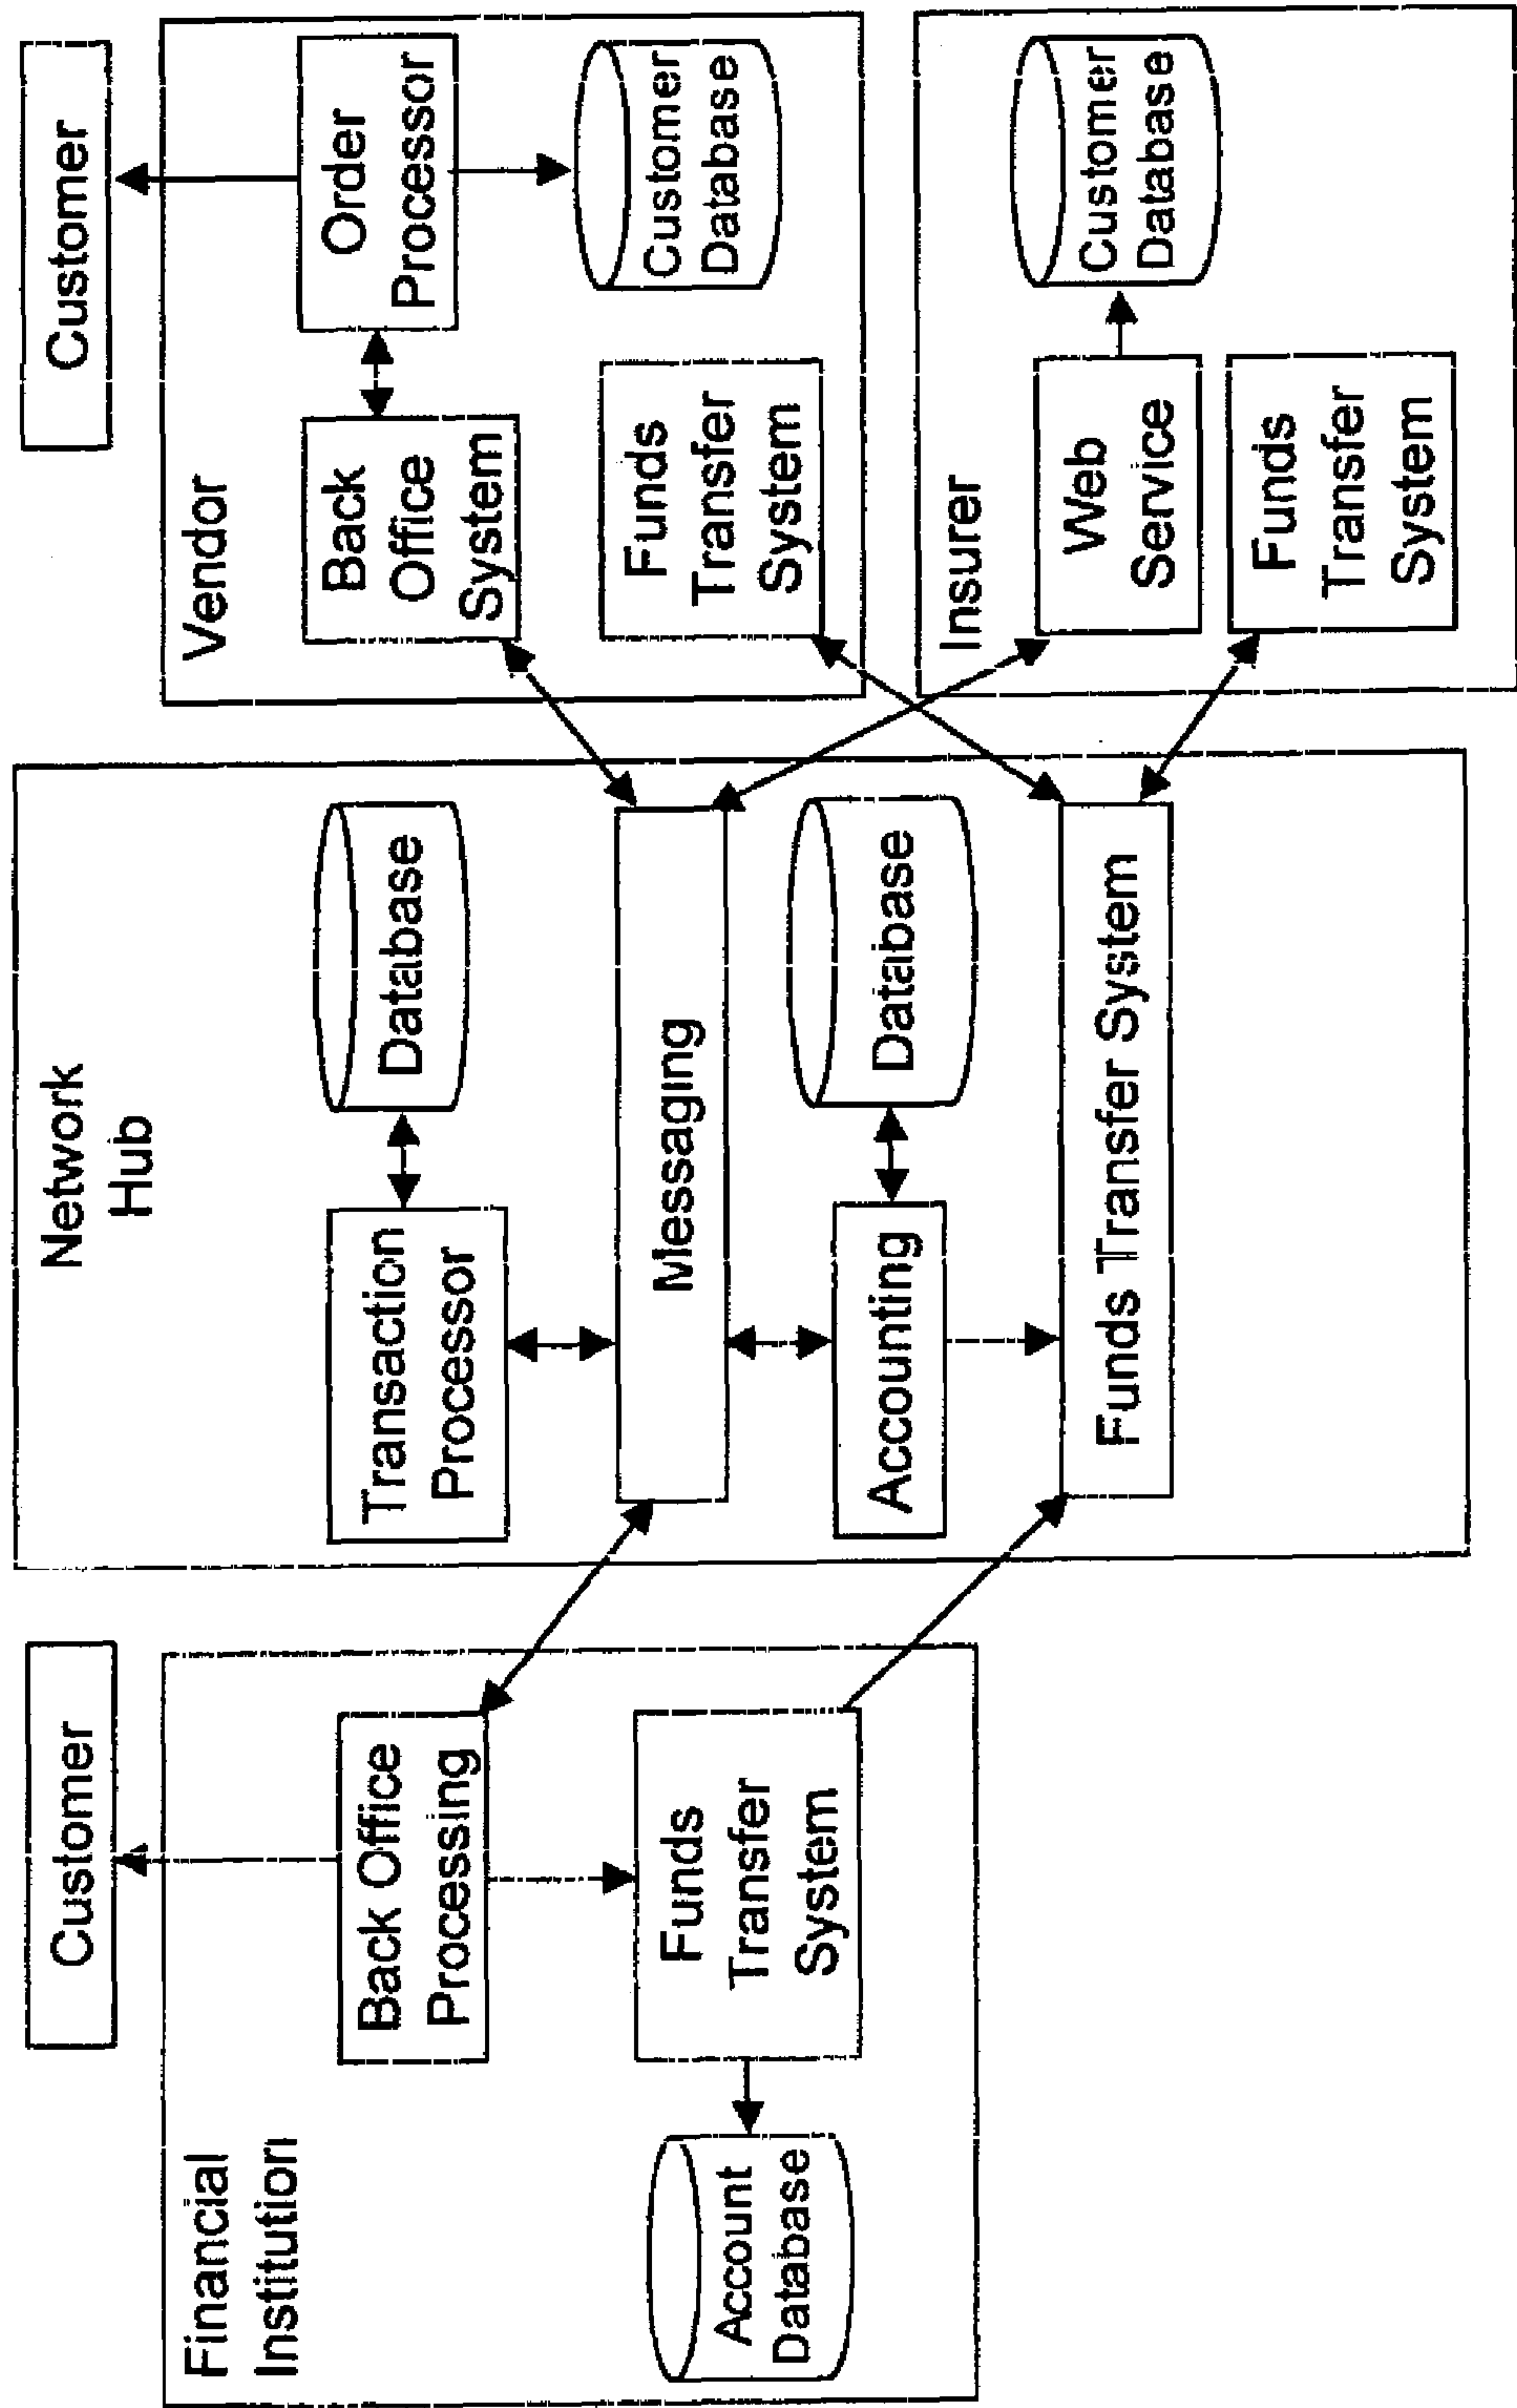 Customer
Financial
Institution
Back Office
Processing
Funds
Transfer
System
Account
Database
Network
Hub
Transaction
Processor
Database
Messaging
Accounting
Database
Funds Transfer System
Customer
Vendor
Back
Office
System
Order
Processor
Funds
Transfer
System
Customer
Database
Insurer
Web
Service
Customer
Database
Funds
Transfer
System